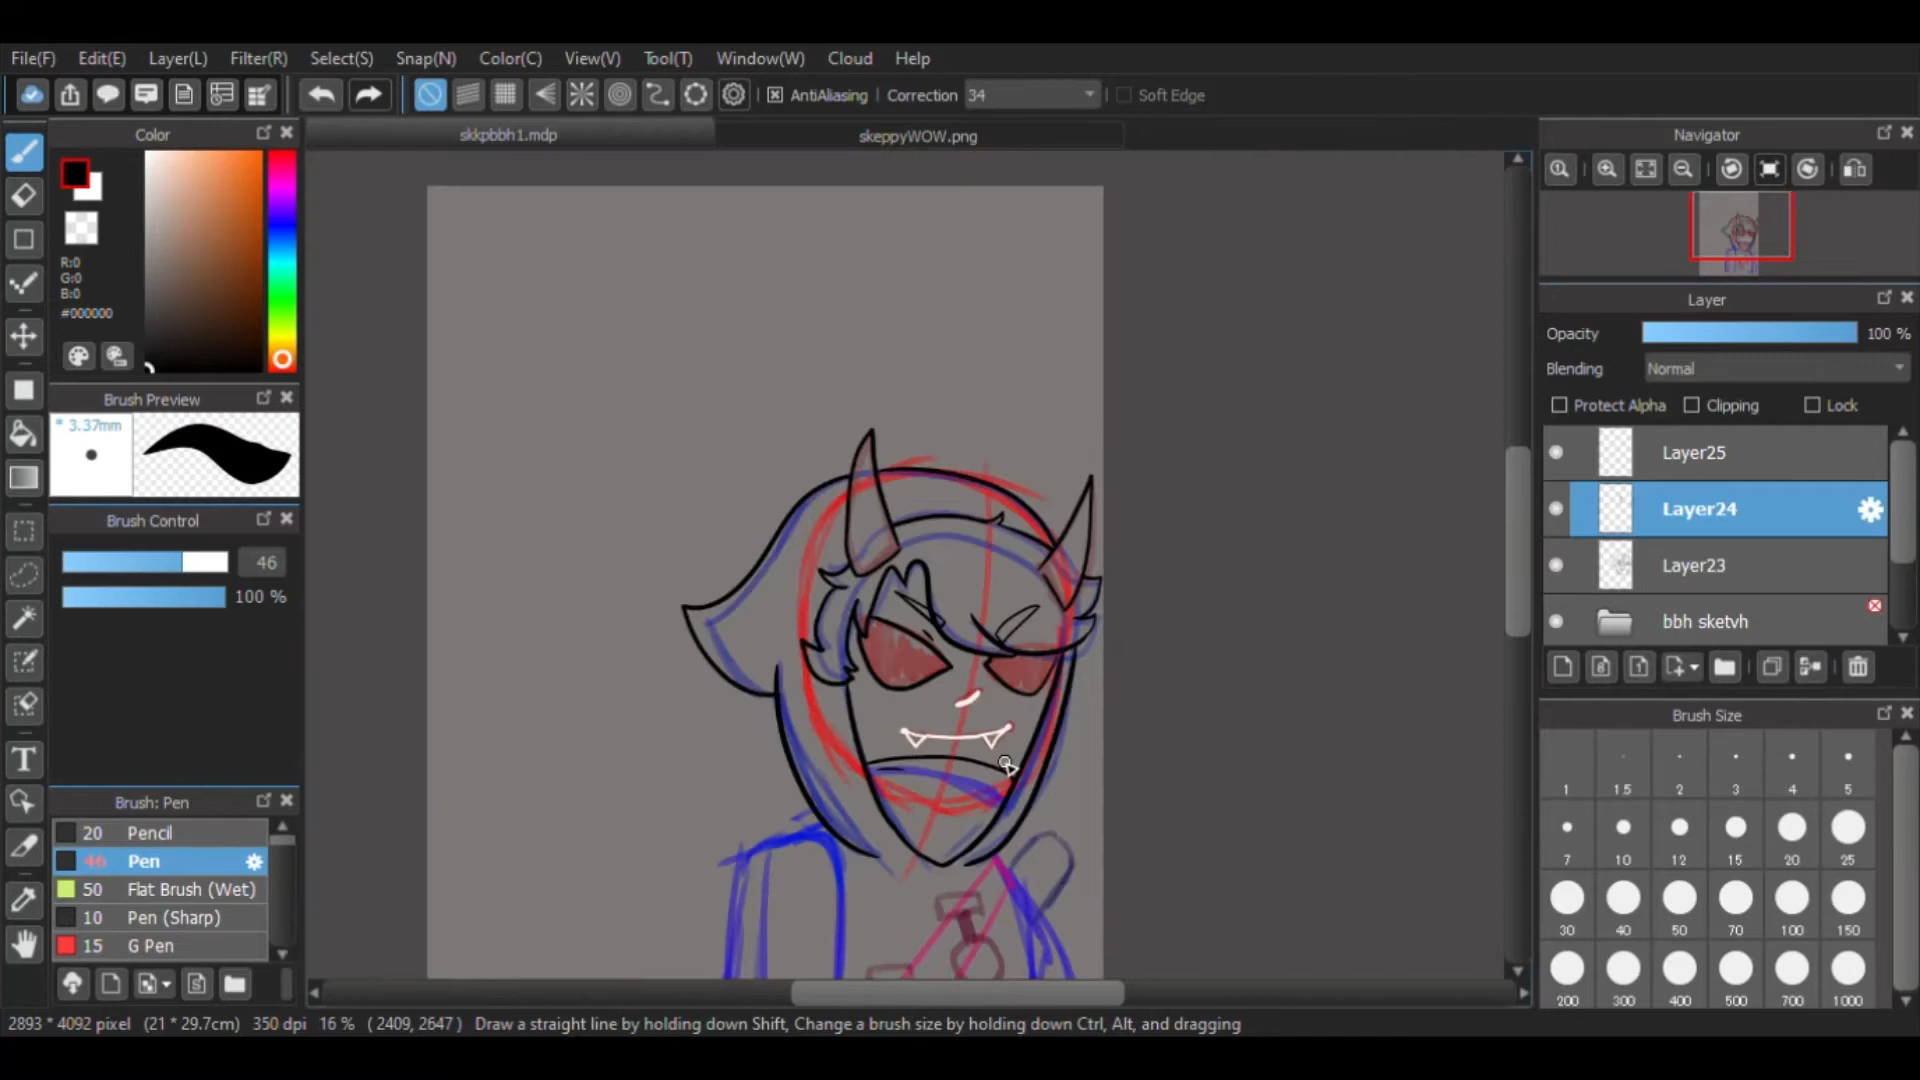 File(F) Edit(E) Layer(L) Filter(R) Select(S) Snap(N) Color(C) View(V) Tool(T) Window(W) Cloud Help
AntiAliasing Correction 34 Soft Edge
Color
skkpbbh1.mdp
skeppyWOW.png
R:0
G:0
B:0
#000000
Brush Preview
* 3.37mm
Brush Control
46
100 %
Brush: Pen
20 Pencil
46 Pen
50 Flat Brush (Wet)
10 Pen (Sharp)
15 G Pen
Navigator
Layer
Opacity 100 %
Blending Normal
Protect Alpha Clipping Lock
Layer25
Layer24
Layer23
bbh sketvh
Brush Size
1 1.5 2 3 4 5
7 10 12 15 20 25
30 40 50 70 100 150
200 300 400 500 700 1000
2893 * 4092 pixel (21 * 29.7cm) 350 dpi 16 % ( 2409, 2647 ) Draw a straight line by holding down Shift, Change a brush size by holding down Ctrl, Alt, and dragging